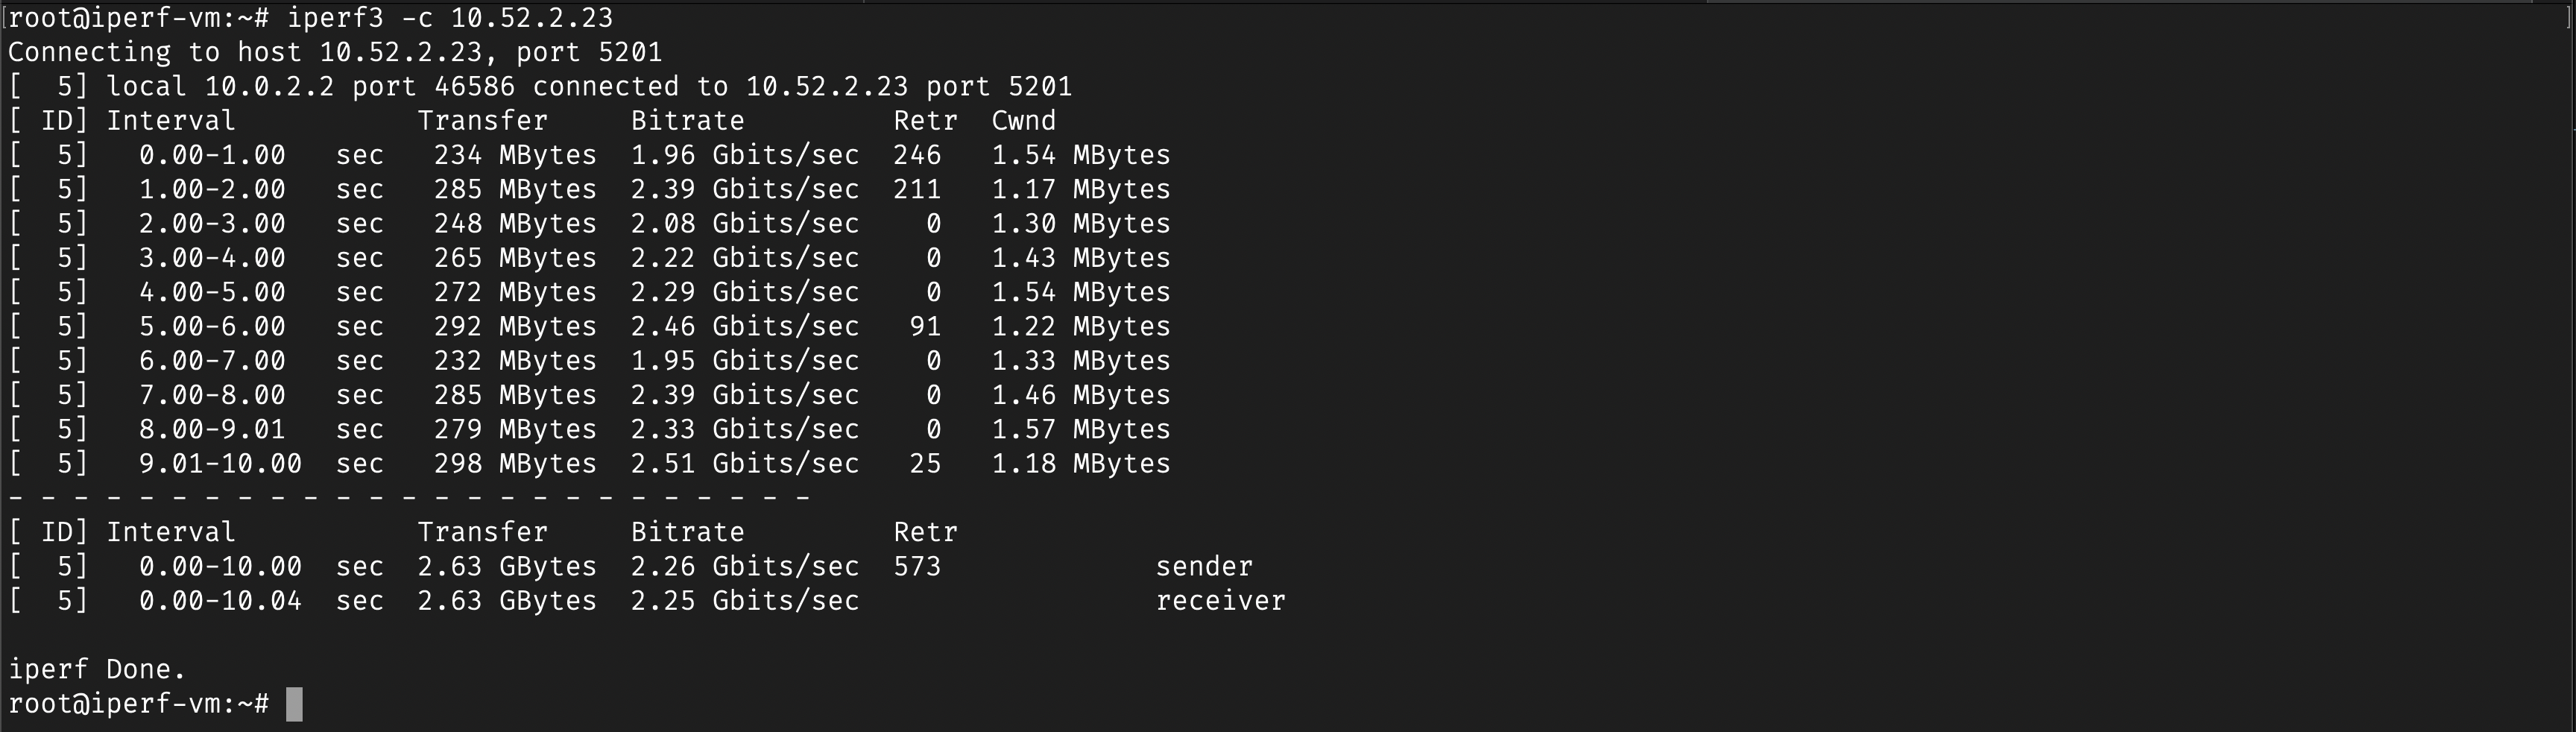 [root@iperf-vm:~# iperf3 -c 10.52.2.23 ]
Connecting to host 10.52.2.23, port 5201
[  5] local 10.0.2.2 port 46586 connected to 10.52.2.23 port 5201
[ ID] Interval           Transfer     Bitrate         Retr  Cwnd
[  5]   0.00-1.00   sec   234 MBytes  1.96 Gbits/sec  246   1.54 MBytes
[  5]   1.00-2.00   sec   285 MBytes  2.39 Gbits/sec  211   1.17 MBytes
[  5]   2.00-3.00   sec   248 MBytes  2.08 Gbits/sec    0   1.30 MBytes
[  5]   3.00-4.00   sec   265 MBytes  2.22 Gbits/sec    0   1.43 MBytes
[  5]   4.00-5.00   sec   272 MBytes  2.29 Gbits/sec    0   1.54 MBytes
[  5]   5.00-6.00   sec   292 MBytes  2.46 Gbits/sec   91   1.22 MBytes
[  5]   6.00-7.00   sec   232 MBytes  1.95 Gbits/sec    0   1.33 MBytes
[  5]   7.00-8.00   sec   285 MBytes  2.39 Gbits/sec    0   1.46 MBytes
[  5]   8.00-9.01   sec   279 MBytes  2.33 Gbits/sec    0   1.57 MBytes
[  5]   9.01-10.00  sec   298 MBytes  2.51 Gbits/sec   25   1.18 MBytes
- - - - - - - - - - - - - - - - - - - - - - - - -
[ ID] Interval           Transfer     Bitrate         Retr
[  5]   0.00-10.00  sec  2.63 GBytes  2.26 Gbits/sec  573             sender
[  5]   0.00-10.04  sec  2.63 GBytes  2.25 Gbits/sec                  receiver

iperf Done.
root@iperf-vm:~#